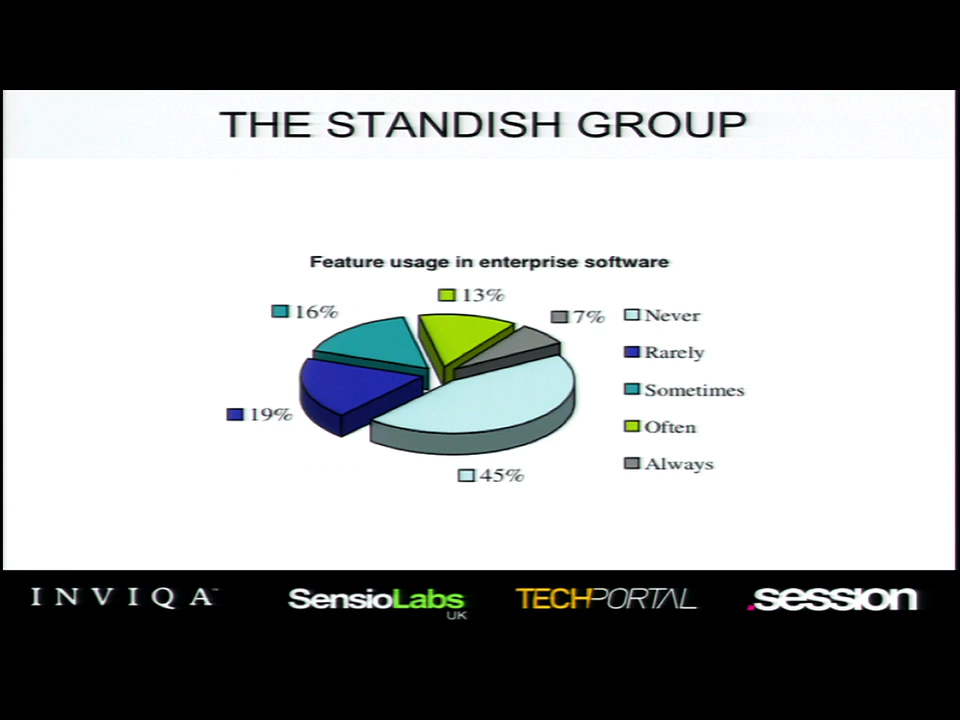 THE STANDISH GROUP
Feature usage in enterprise software
13%
16%
7%
Never
Rarely
Sometimes
19%
Often
Always
45%
INVIQA
SensioLabs
UK
TECHPORTAL
.session